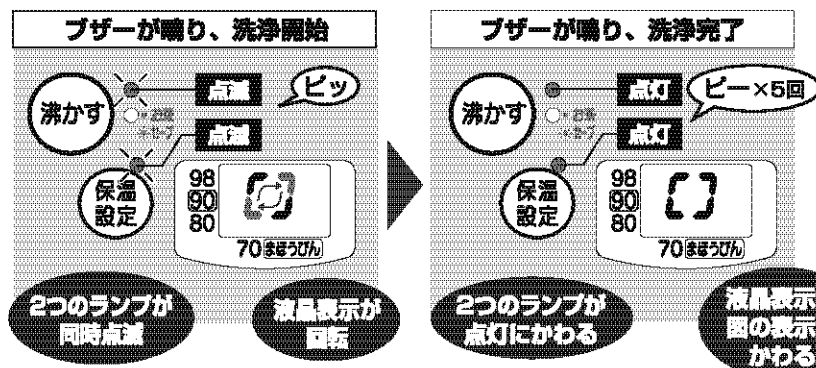 ブザーが鳴り、洗浄開始
沸かす
点滅
ピッ
点滅
保温
設定
98
90
80
70 まほうびん
2つのランプが
同時点滅
液晶表示が
回転
ブザーが鳴り、洗浄完了
沸かす
点灯
ピー×5回
点灯
保温
設定
98
90
80
70 まほうびん
2つのランプが
点灯にかわる
液晶表示
図の表示
かわる